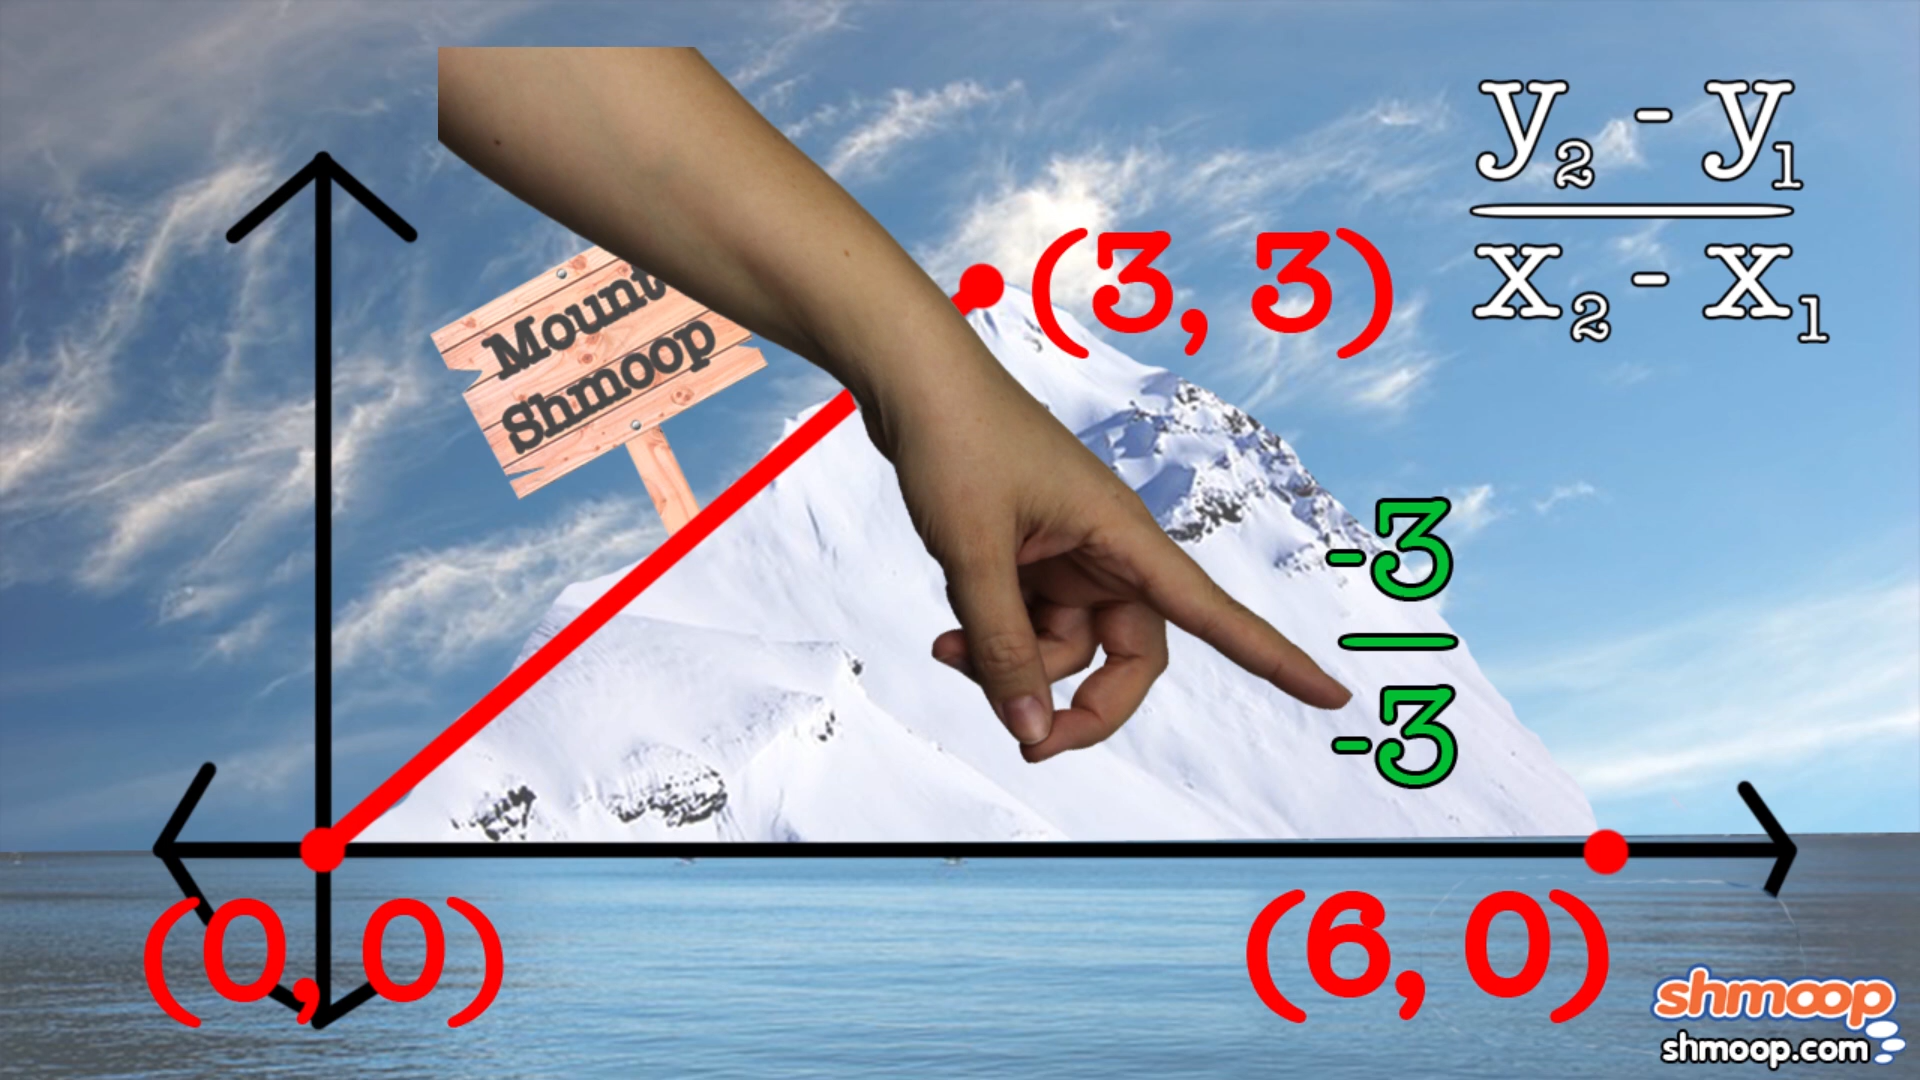 y₂ - y₁
x₂ - x₁
(3, 3)
Mount
Shmoop
-3
-3
(0, 0)
(6, 0)
shmoop
shmoop.com